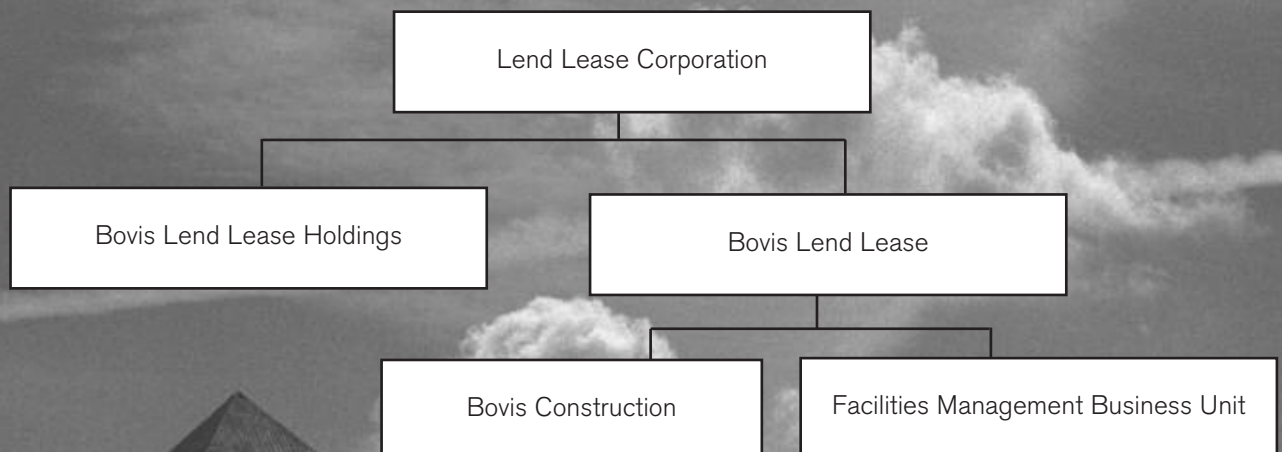 Lend Lease Corporation
Bovis Lend Lease Holdings
Bovis Lend Lease
Bovis Construction
Facilities Management Business Unit